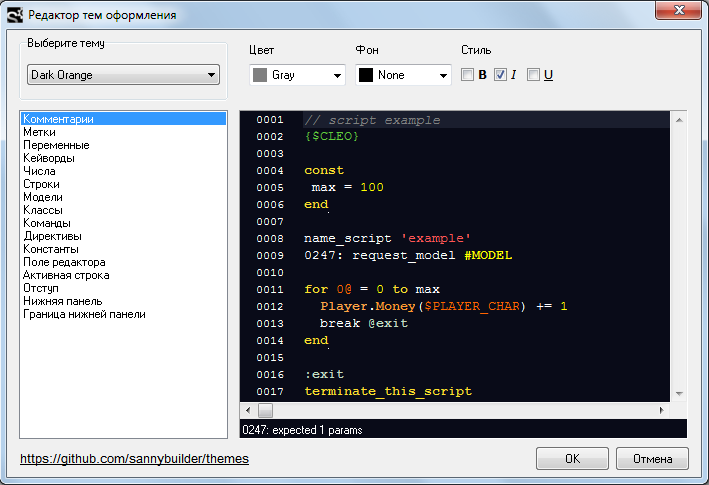 Редактор тем оформления
Выберите тему
Dark Orange
Цвет
Фон
Стиль
Gray
None
B
I
U
Комментарии
Метки
Переменные
Кейворды
Числа
Строки
Модели
Классы
Команды
Директивы
Константы
Поле редактора
Активная строка
Отступ
Нижняя панель
Граница нижней панели
0001 // script example
0002 {$CLEO}
0003
0004 const
0005 max = 100
0006 end
0007
0008 name_script 'example'
0009 0247: request_model #MODEL
0010
0011 for 0@ = 0 to max
0012 Player.Money($PLAYER_CHAR) += 1
0013 break @exit
0014 end
0015
0016 :exit
0017 terminate_this_script
0247: expected 1 params
https://github.com/sannybuilder/themes
OK
Отмена